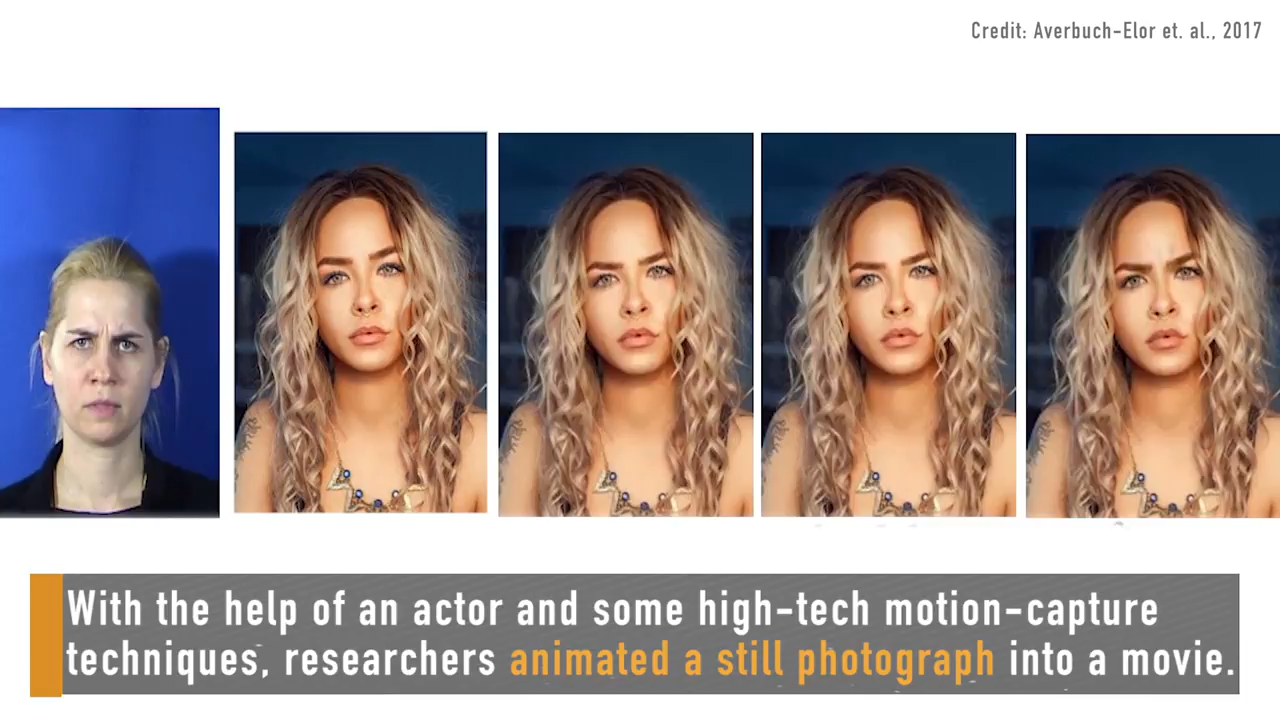 Credit: Averbuch-Elor et. al., 2017
With the help of an actor and some high-tech motion-capture
techniques, researchers animated a still photograph into a movie.